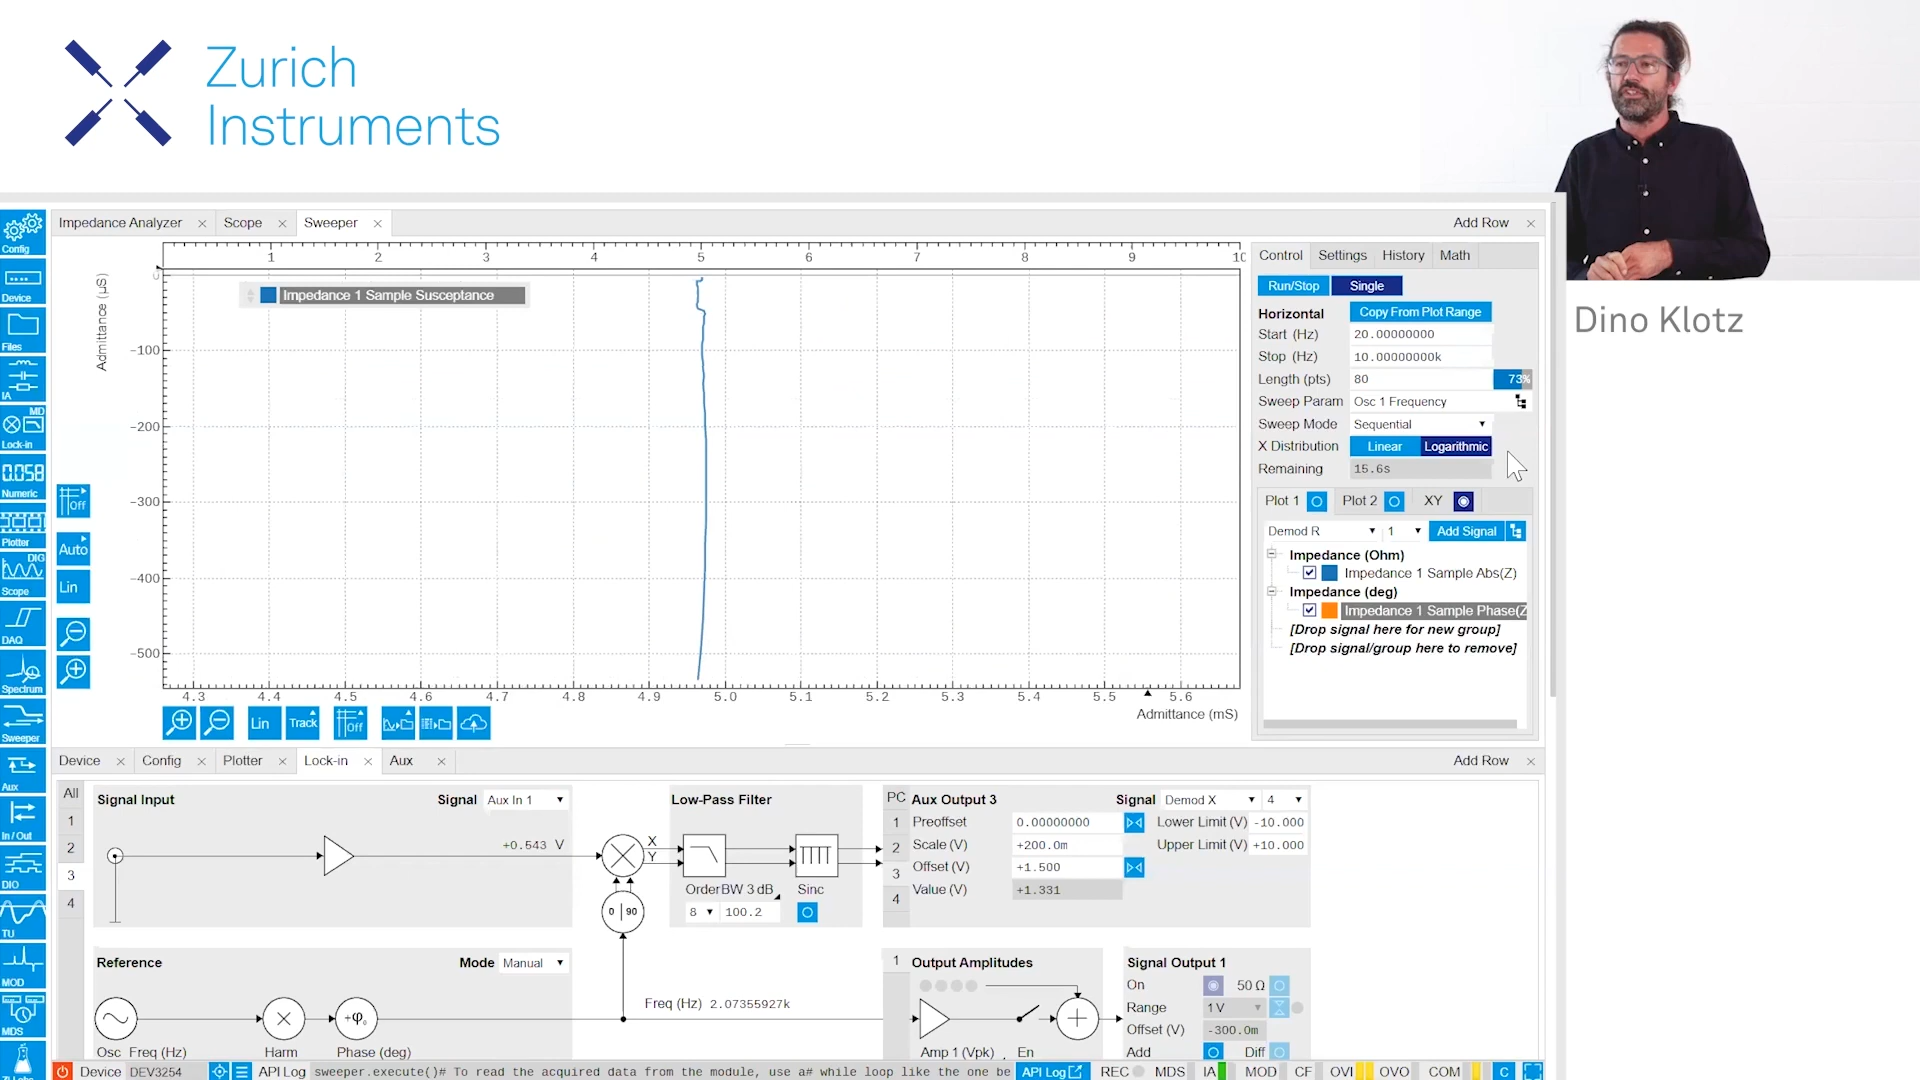 Zurich
Instruments
Dino Klotz
Impedance Analyzer
Scope
Sweeper
Add Row
1 2 3 4 5 6 7 8 9 10
Admittance (µS)
Impedance 1 Sample Susceptance
0
-100
-200
-300
-400
-500
4.3 4.4 4.5 4.6 4.7 4.8 4.9 5.0 5.1 5.2 5.3 5.4 5.5 5.6
Admittance (mS)
Off
Auto
Lin
Lin
Track
Off
Config
Device
Files
IA
MD
Lock-in
0.058
Numeric
Plotter
DIG
Scope
DAQ
Spectrum
Sweeper
Aux
In / Out
DIO
TU
MOD
MDS
Control Settings History Math
Run/Stop Single
Horizontal Copy From Plot Range
Start (Hz) 20.00000000
Stop (Hz) 10.00000000k
Length (pts) 80 73%
Sweep Param Osc 1 Frequency
Sweep Mode Sequential
X Distribution Linear Logarithmic
Remaining 15.6s
Plot 1 Plot 2 XY
Demod R 1 Add Signal
Impedance (Ohm)
Impedance 1 Sample Abs(Z)
Impedance (deg)
Impedance 1 Sample Phase(Z
[Drop signal here for new group]
[Drop signal/group here to remove]
Device Config Plotter Lock-in Aux
Add Row
All
1
2
3
4
Signal Input
Signal Aux In 1
+0.543 V
X
Y
0 | 90
Low-Pass Filter
Order BW 3 dB Sinc
8 100.2
PC
1
2
3
4
Aux Output 3
Signal Demod X 4
Preoffset 0.00000000
Lower Limit (V) -10.000
Scale (V) +200.0m
Upper Limit (V) +10.000
Offset (V) +1.500
Value (V) +1.331
Reference
Mode Manual
Freq (Hz) 2.07355927k
Osc Freq (Hz)
Harm
Phase (deg)
1
Output Amplitudes
Amp 1 (Vpk)
En
Signal Output 1
On 50 Ω
Range 1 V
Offset (V) -300.0m
Add Diff
Device DEV3254
API Log sweeper.execute()# To read the acquired data from the module, use a# while loop like the one be
API Log
REC MDS IA MOD CF OVI OVO COM C